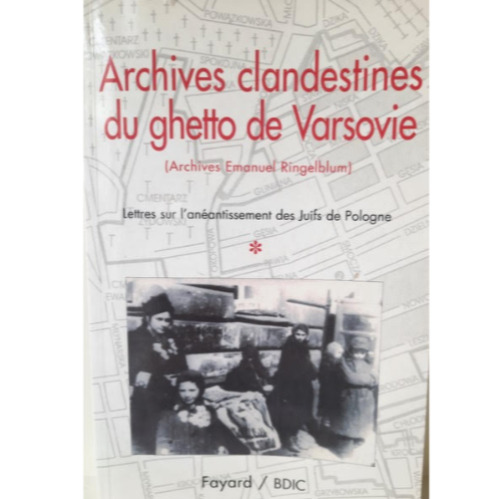 Archives clandestines
du ghetto de Varsovie
(Archives Emanuel Ringelblum)
Lettres sur l'anéantissement des Juifs de Pologne
*
Fayard / BDIC